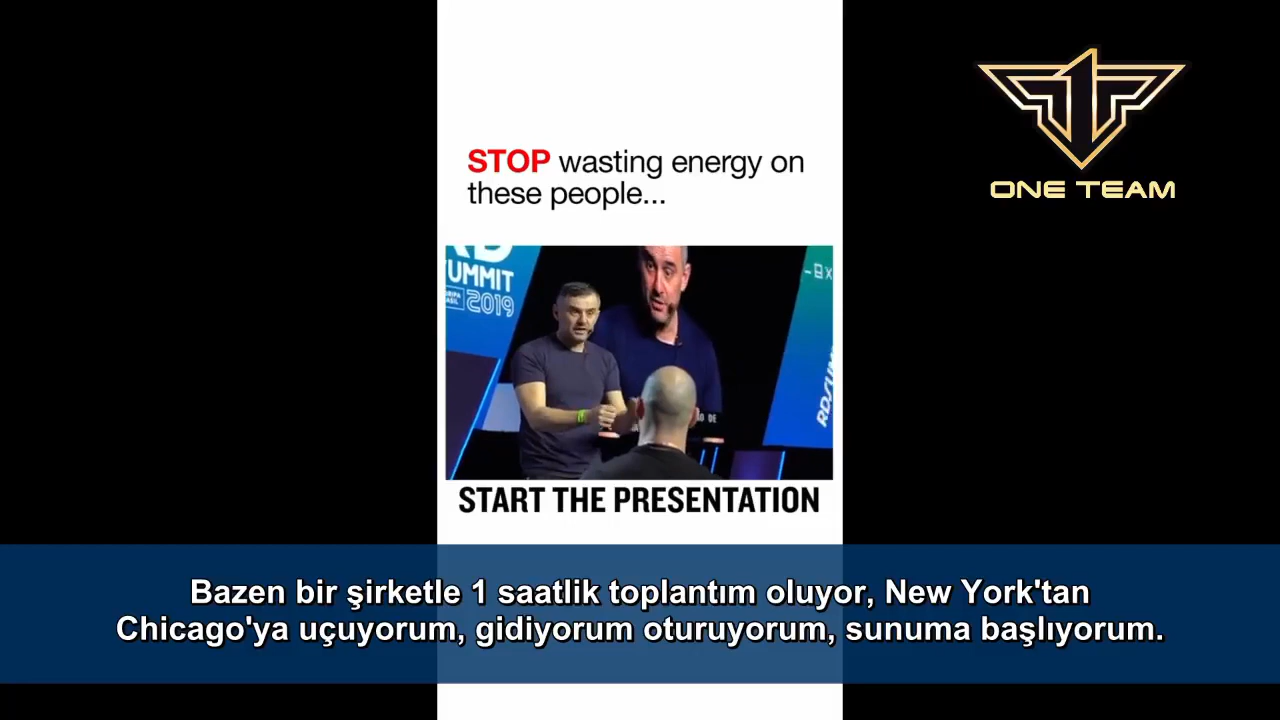 STOP wasting energy on
these people...
ONE TEAM
SUMMIT
2019
START THE PRESENTATION
Bazen bir şirketle 1 saatlik toplantım oluyor, New York'tan
Chicago'ya uçuyorum, gidiyorum oturuyorum, sunuma başlıyorum.